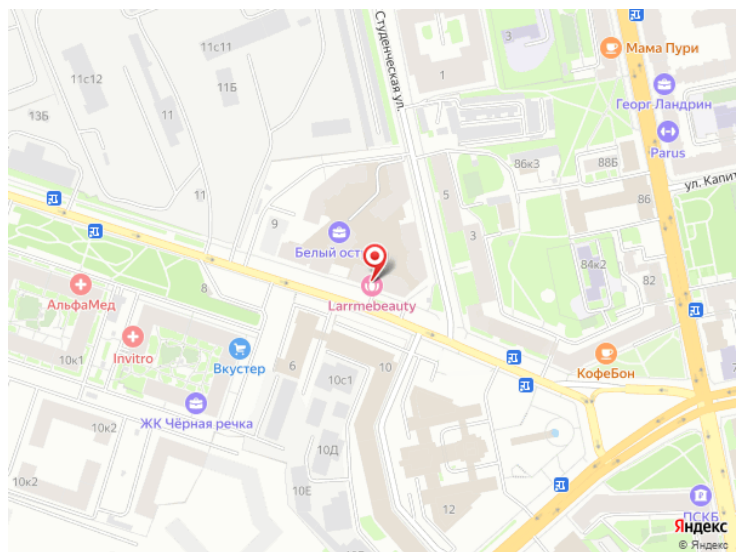 11с11
11с12
Студенческая ул.
1
3
Мама Пури
13Б
11
11Б
Георг Ландрин
Parus
86к3
88Б
ул. Капит
11
5
86
9
3
Белый ост
84к2
82
8
Larrmebeauty
АльфаМед
Invitro
10к1
Вкустер
6
10
КофеБон
10с1
7
ЖК Чёрная речка
10к2
10Д
10к2
10Е
12
ПСКБ
Яндекс
© Яндекс